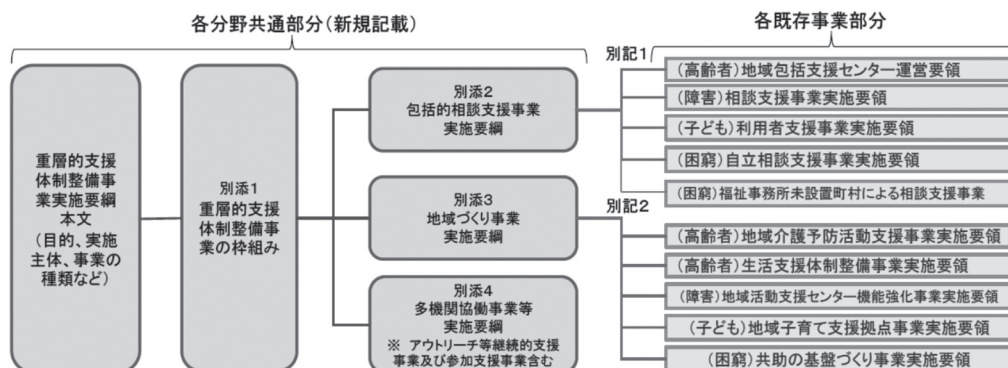 各分野共通部分（新規記載）
各既存事業部分
重層的支援
体制整備事
業実施要綱
本文
（目的、実施
主体、事業の
種類など）
別添1
重層的支援
体制整備事
業の枠組み
別添2
包括的相談支援事業
実施要綱
別添3
地域づくり事業
実施要綱
別添4
多機関協働事業等
実施要綱
※ アウトリーチ等継続的支援
事業及び参加支援事業含む
別記1
（高齢者）地域包括支援センター運営要領
（障害）相談支援事業実施要領
（子ども）利用者支援事業実施要領
（困窮）自立相談支援事業実施要領
（困窮）福祉事務所未設置町村による相談支援事業
別記2
（高齢者）地域介護予防活動支援事業実施要領
（高齢者）生活支援体制整備事業実施要領
（障害）地域活動支援センター機能強化事業実施要領
（子ども）地域子育て支援拠点事業実施要領
（困窮）共助の基盤づくり事業実施要領